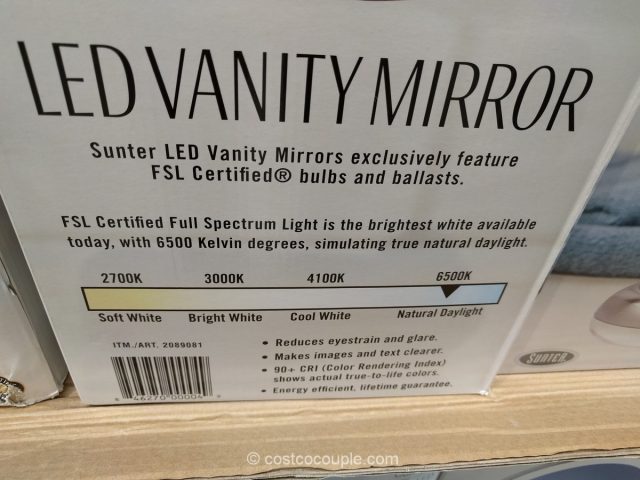 LED VANITY MIRROR
Sunter LED Vanity Mirrors exclusively feature
FSL Certified® bulbs and ballasts.
FSL Certified Full Spectrum Light is the brightest white available
today, with 6500 Kelvin degrees, simulating true natural daylight.
2700K 3000K 4100K 6500K
Soft White Bright White Cool White Natural Daylight
ITM./ART. 2089081
• Reduces eyestrain and glare.
• Makes images and text clearer.
• 90+ CRI (Color Rendering Index)
shows actual true-to-life colors.
• Energy efficient, lifetime guarantee.
46270 00004
SUNTER
© costcocouple.com